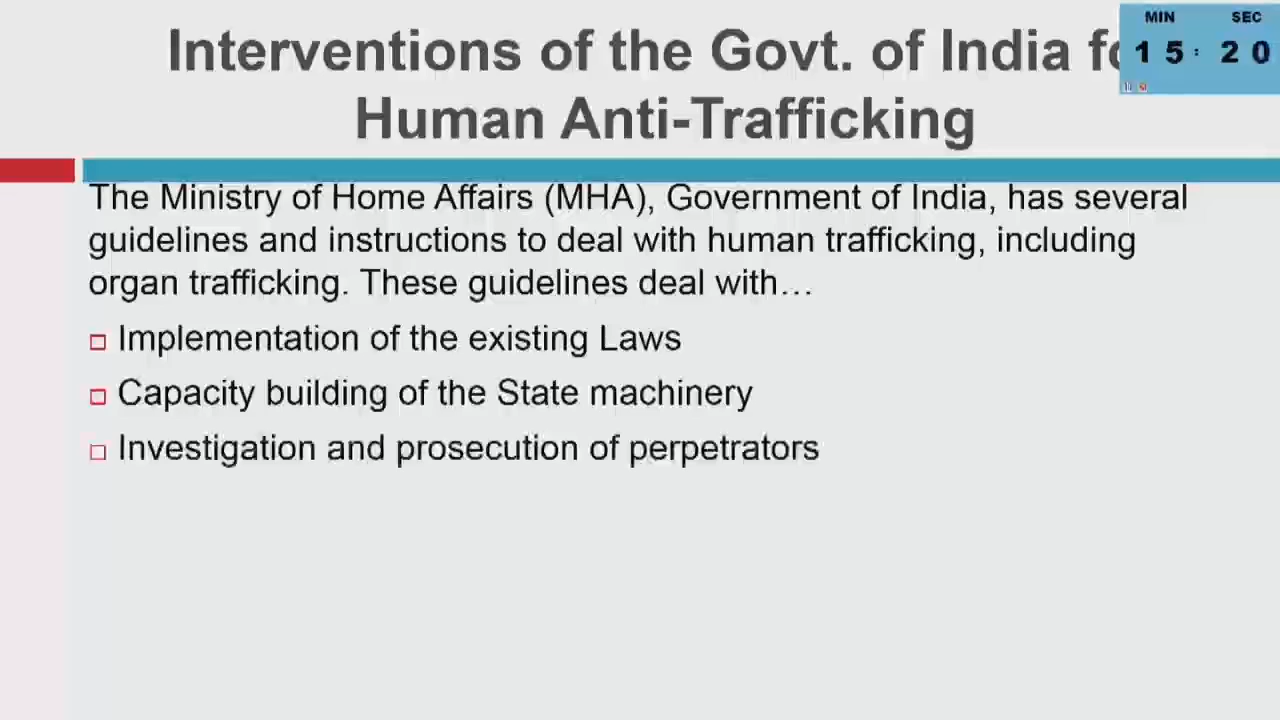 Interventions of the Govt. of India fo
Human Anti-Trafficking
MIN SEC
15: 20
The Ministry of Home Affairs (MHA), Government of India, has several
guidelines and instructions to deal with human trafficking, including
organ trafficking. These guidelines deal with…
Implementation of the existing Laws
Capacity building of the State machinery
Investigation and prosecution of perpetrators